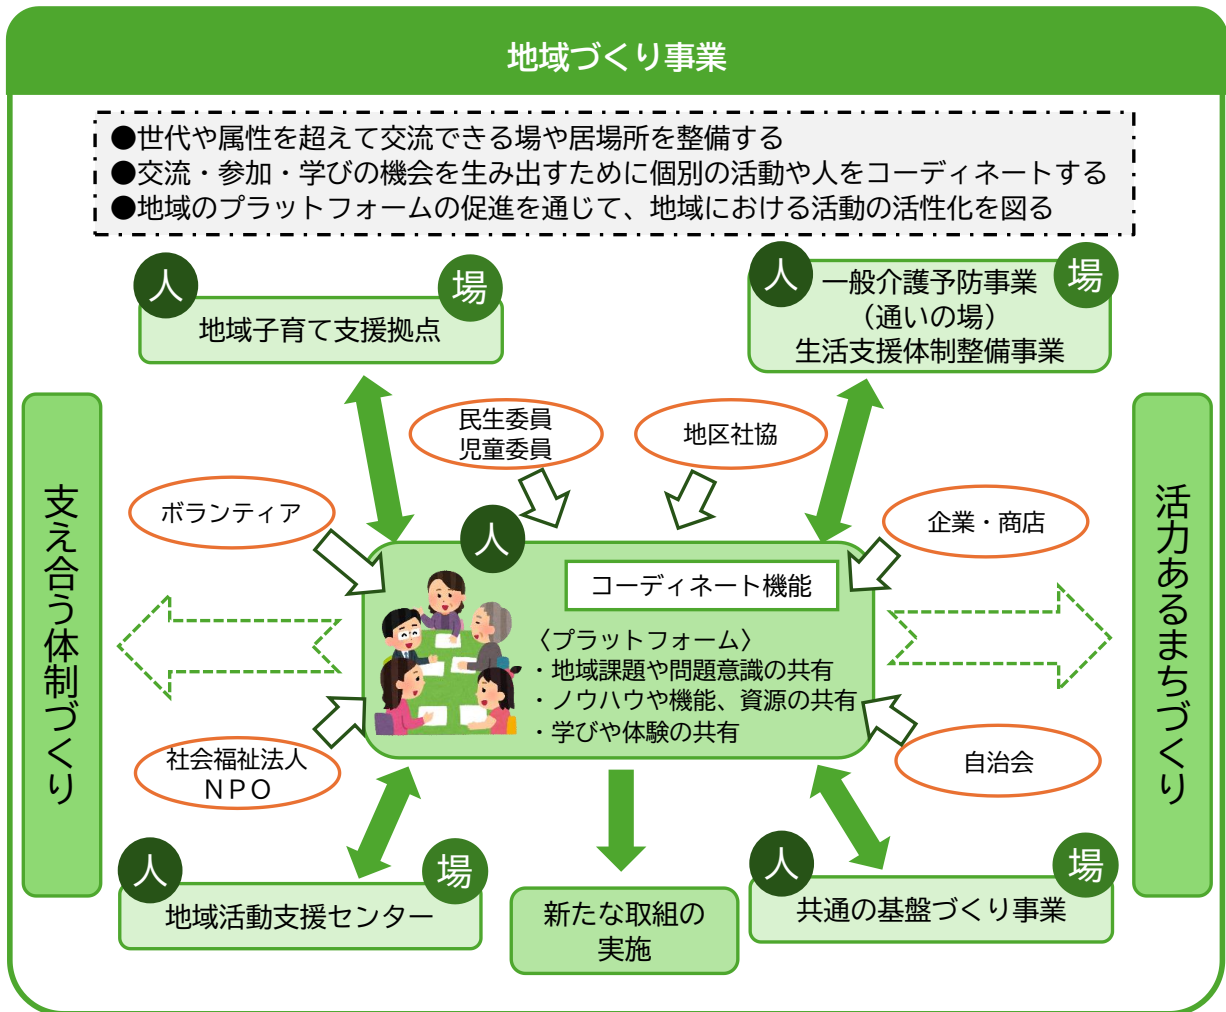 地域づくり事業
●世代や属性を超えて交流できる場や居場所を整備する
●交流・参加・学びの機会を生み出すために個別の活動や人をコーディネートする
●地域のプラットフォームの促進を通じて、地域における活動の活性化を図る
人
場
地域子育て支援拠点
人
場
一般介護予防事業
（通いの場）
生活支援体制整備事業
民生委員
児童委員
地区社協
ボランティア
企業・商店
支え合う体制づくり
活力あるまちづくり
人
コーディネート機能
〈プラットフォーム〉
・地域課題や問題意識の共有
・ノウハウや機能、資源の共有
・学びや体験の共有
社会福祉法人
ＮＰＯ
自治会
人
場
地域活動支援センター
新たな取組の
実施
人
場
共通の基盤づくり事業